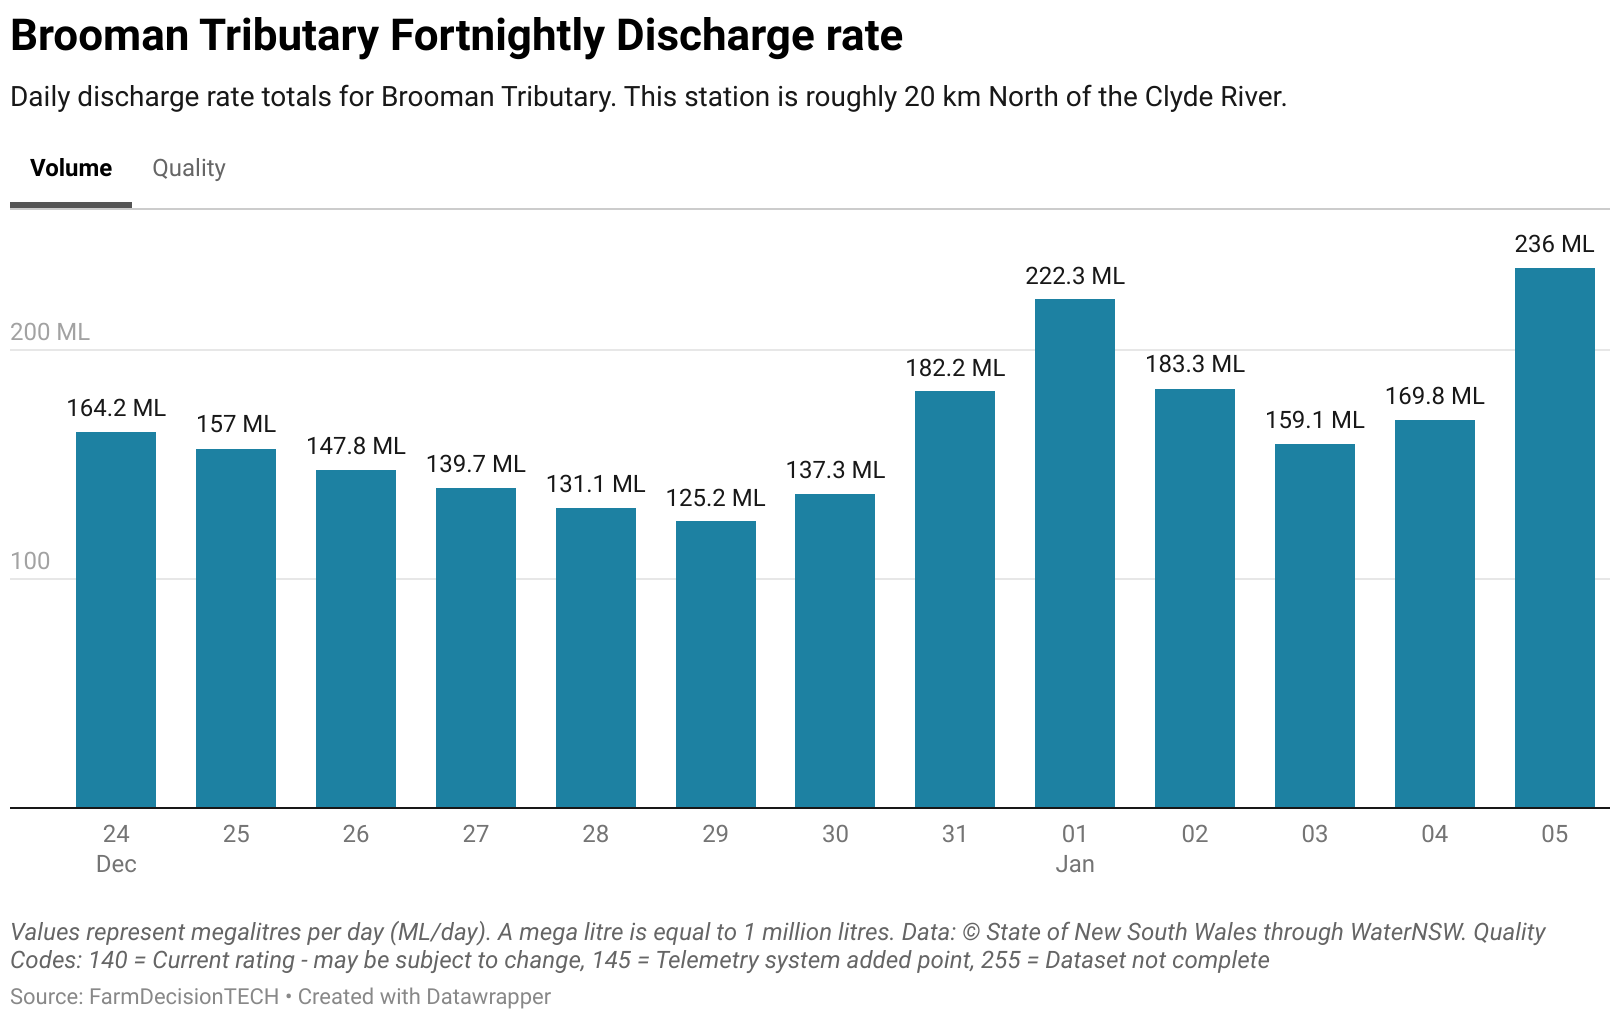 Brooman Tributary Fortnightly Discharge rate
Daily discharge rate totals for Brooman Tributary. This station is roughly 20 km North of the Clyde River.
Volume Quality
236 ML
222.3 ML
200 ML
182.2 ML
183.3 ML
164.2 ML
169.8 ML
157 ML
159.1 ML
147.8 ML
139.7 ML
137.3 ML
131.1 ML
125.2 ML
100
24 25 26 27 28 29 30 31 01 02 03 04 05
Dec Jan
Values represent megalitres per day (ML/day). A mega litre is equal to 1 million litres. Data: © State of New South Wales through WaterNSW. Quality
Codes: 140 = Current rating - may be subject to change, 145 = Telemetry system added point, 255 = Dataset not complete
Source: FarmDecisionTECH • Created with Datawrapper